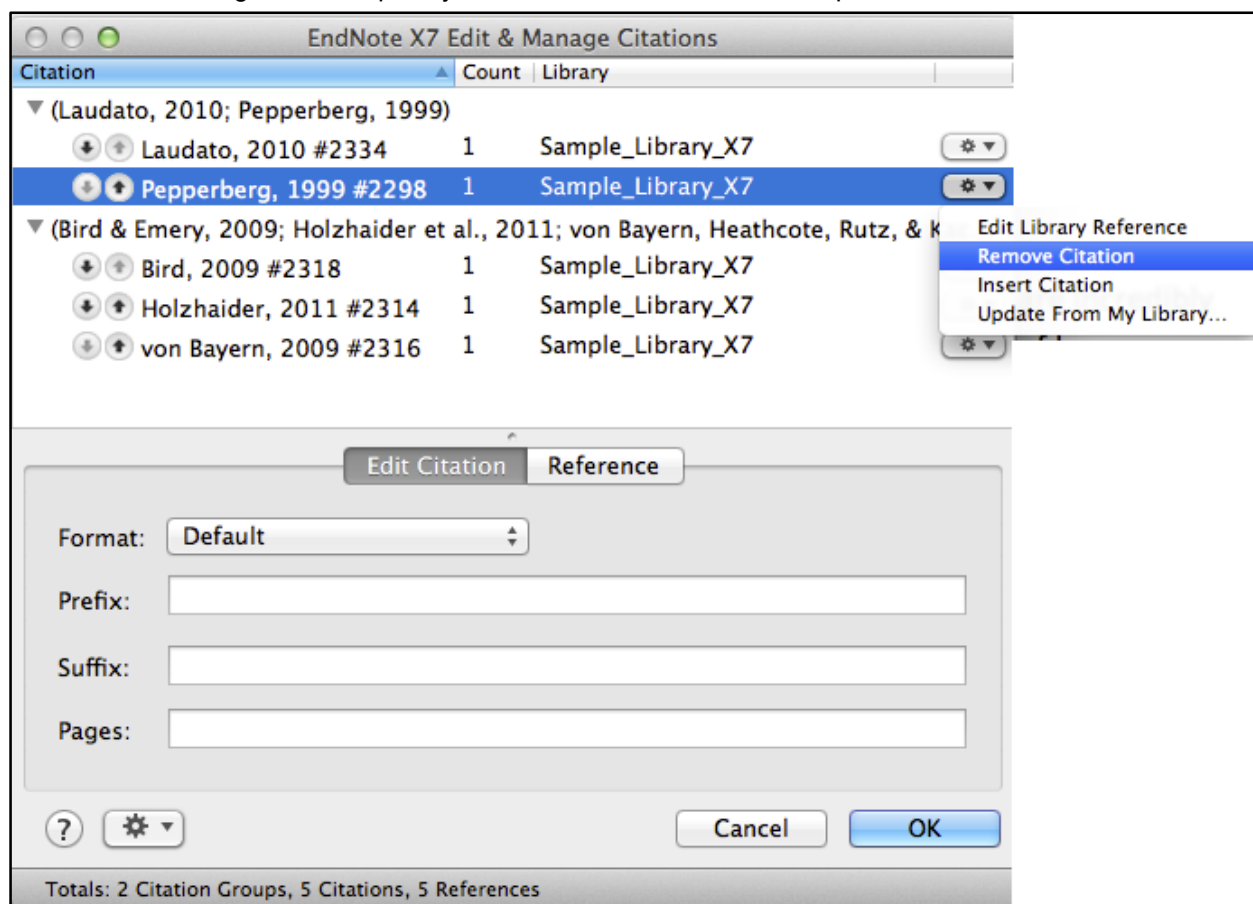 EndNote X7 Edit & Manage Citations
Citation Count Library
(Laudato, 2010; Pepperberg, 1999)
Laudato, 2010 #2334 1 Sample_Library_X7
Pepperberg, 1999 #2298 1 Sample_Library_X7
(Bird & Emery, 2009; Holzhaider et al., 2011; von Bayern, Heathcote, Rutz, & K
Bird, 2009 #2318 1 Sample_Library_X7
Holzhaider, 2011 #2314 1 Sample_Library_X7
von Bayern, 2009 #2316 1 Sample_Library_X7
Edit Library Reference
Remove Citation
Insert Citation
Update From My Library...
Edit Citation Reference
Format: Default
Prefix:
Suffix:
Pages:
? Cancel OK
Totals: 2 Citation Groups, 5 Citations, 5 References